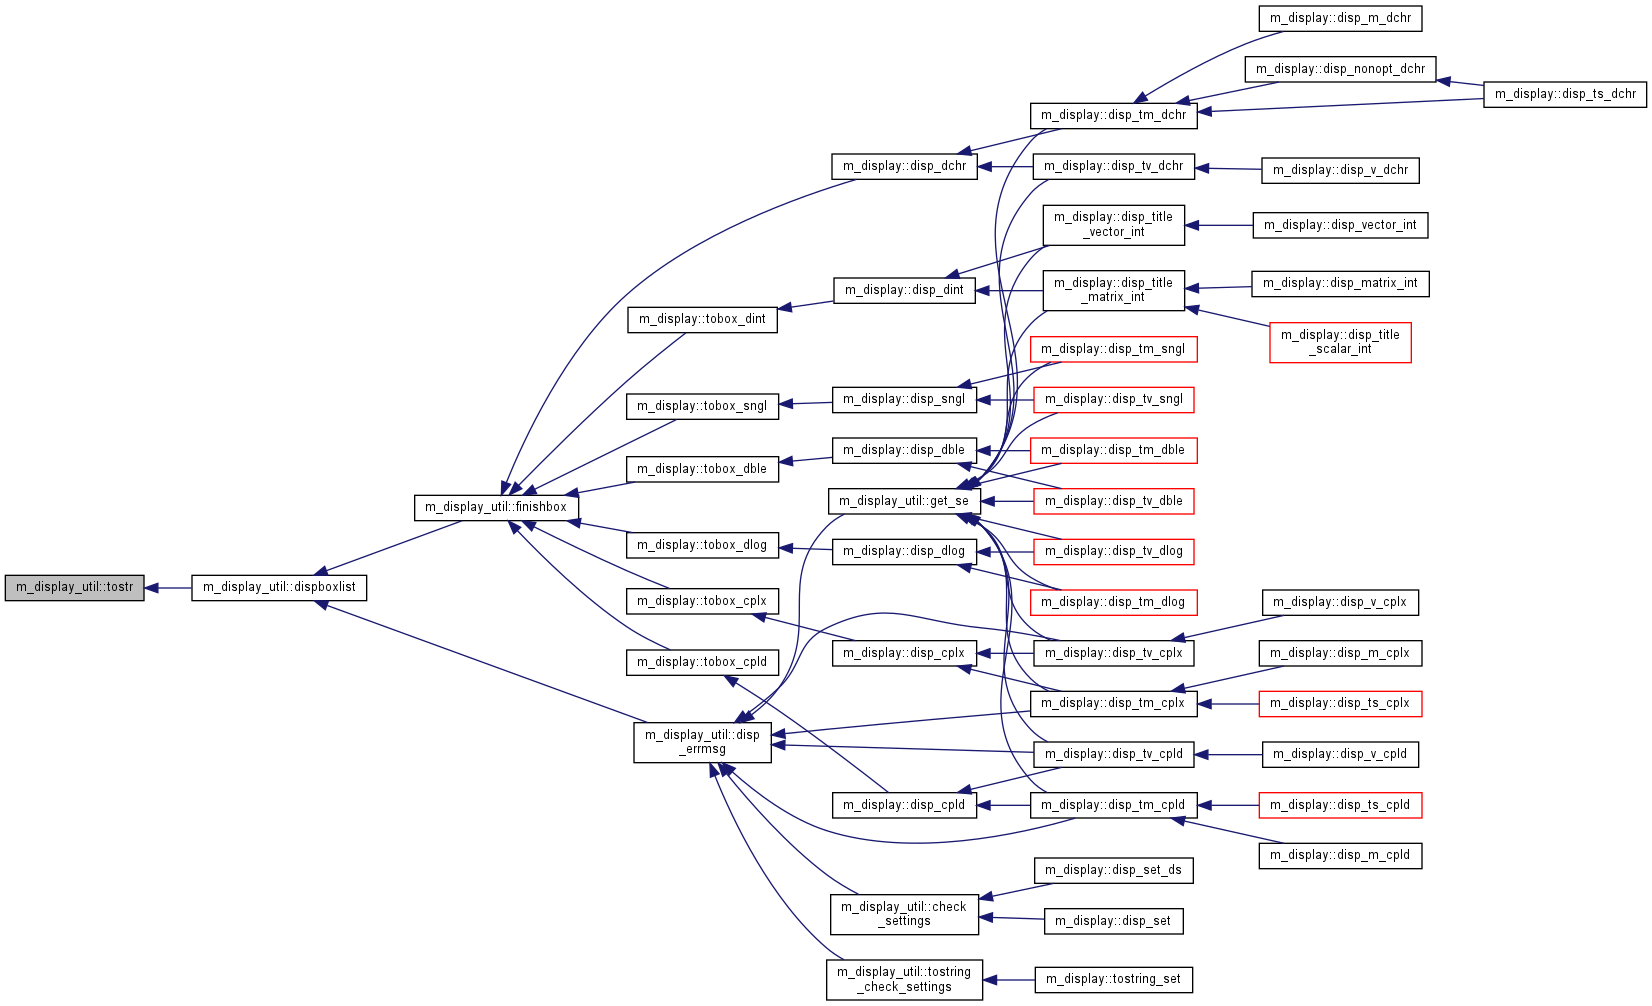 m_display::disp_m_dchr
m_display::disp_nonopt_dchr
m_display::disp_ts_dchr
m_display::disp_tm_dchr
m_display::disp_dchr
m_display::disp_tv_dchr
m_display::disp_v_dchr
m_display::disp_title
_vector_int
m_display::disp_vector_int
m_display::disp_dint
m_display::disp_title
_matrix_int
m_display::disp_matrix_int
m_display::tobox_dint
m_display::disp_title
_scalar_int
m_display::disp_tm_sngl
m_display::tobox_sngl
m_display::disp_sngl
m_display::disp_tv_sngl
m_display::tobox_dble
m_display::disp_dble
m_display::disp_tm_dble
m_display_util::finishbox
m_display_util::get_se
m_display::disp_tv_dble
m_display::tobox_dlog
m_display::disp_dlog
m_display::disp_tv_dlog
m_display_util::tostr
m_display_util::dispboxlist
m_display::tobox_cplx
m_display::disp_tm_dlog
m_display::disp_v_cplx
m_display::tobox_cpld
m_display::disp_cplx
m_display::disp_tv_cplx
m_display::disp_m_cplx
m_display::disp_tm_cplx
m_display::disp_ts_cplx
m_display_util::disp
_errmsg
m_display::disp_tv_cpld
m_display::disp_v_cpld
m_display::disp_cpld
m_display::disp_tm_cpld
m_display::disp_ts_cpld
m_display::disp_m_cpld
m_display::disp_set_ds
m_display_util::check
_settings
m_display::disp_set
m_display_util::tostring
_check_settings
m_display::tostring_set